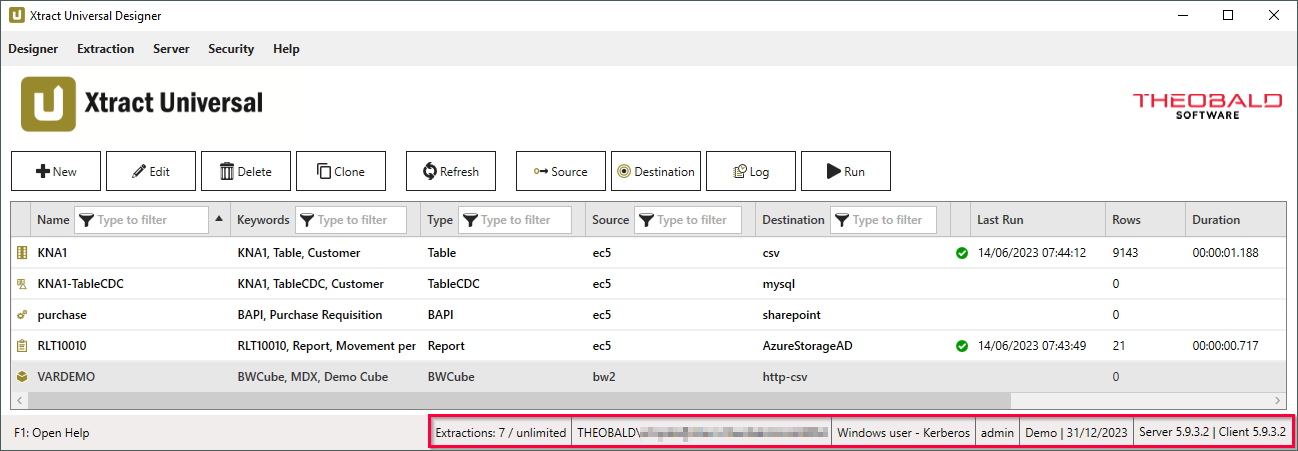 Xtract Universal Designer
Designer Extraction Server Security Help
Xtract Universal
THEOBALD
SOFTWARE
New Edit Delete Clone Refresh Source Destination Log Run
Name Type to filter Keywords Type to filter Type Type to filter Source Type to filter Destination Type to filter Last Run Rows Duration
KNA1 KNA1, Table, Customer Table ec5 csv 14/06/2023 07:44:12 9143 00:00:01.188
KNA1-TableCDC KNA1, TableCDC, Customer TableCDC ec5 mysql 0
purchase BAPI, Purchase Requisition BAPI ec5 sharepoint 0
RLT10010 RLT10010, Report, Movement per Report ec5 AzureStorageAD 14/06/2023 07:43:49 21 00:00:00.717
VARDEMO BWCube, MDX, Demo Cube BWCube bw2 http-csv 0
F1: Open Help Extractions: 7 / unlimited THEOBALD\ Windows user - Kerberos admin Demo | 31/12/2023 Server 5.9.3.2 | Client 5.9.3.2